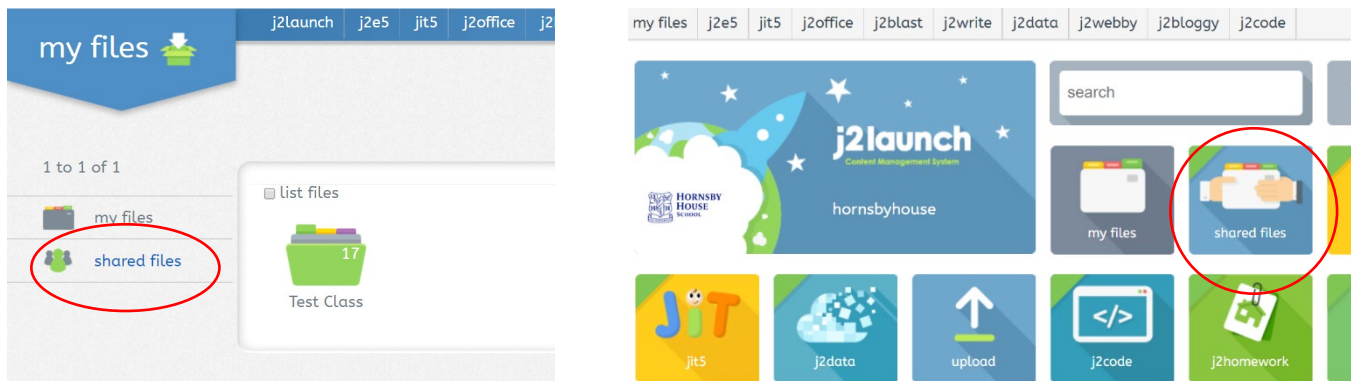 my files
j2launch j2e5 jit5 j2office
1 to 1 of 1
my files
shared files
list files
17
Test Class
my files j2e5 jit5 j2office j2blast j2write j2data j2webby j2bloggy j2code
j2launch
Content Management System
HORNSBY
HOUSE
SCHOOL
hornsbyhouse
search
my files
shared files
JiT
jit5
j2data
upload
</>
j2code
j2homework